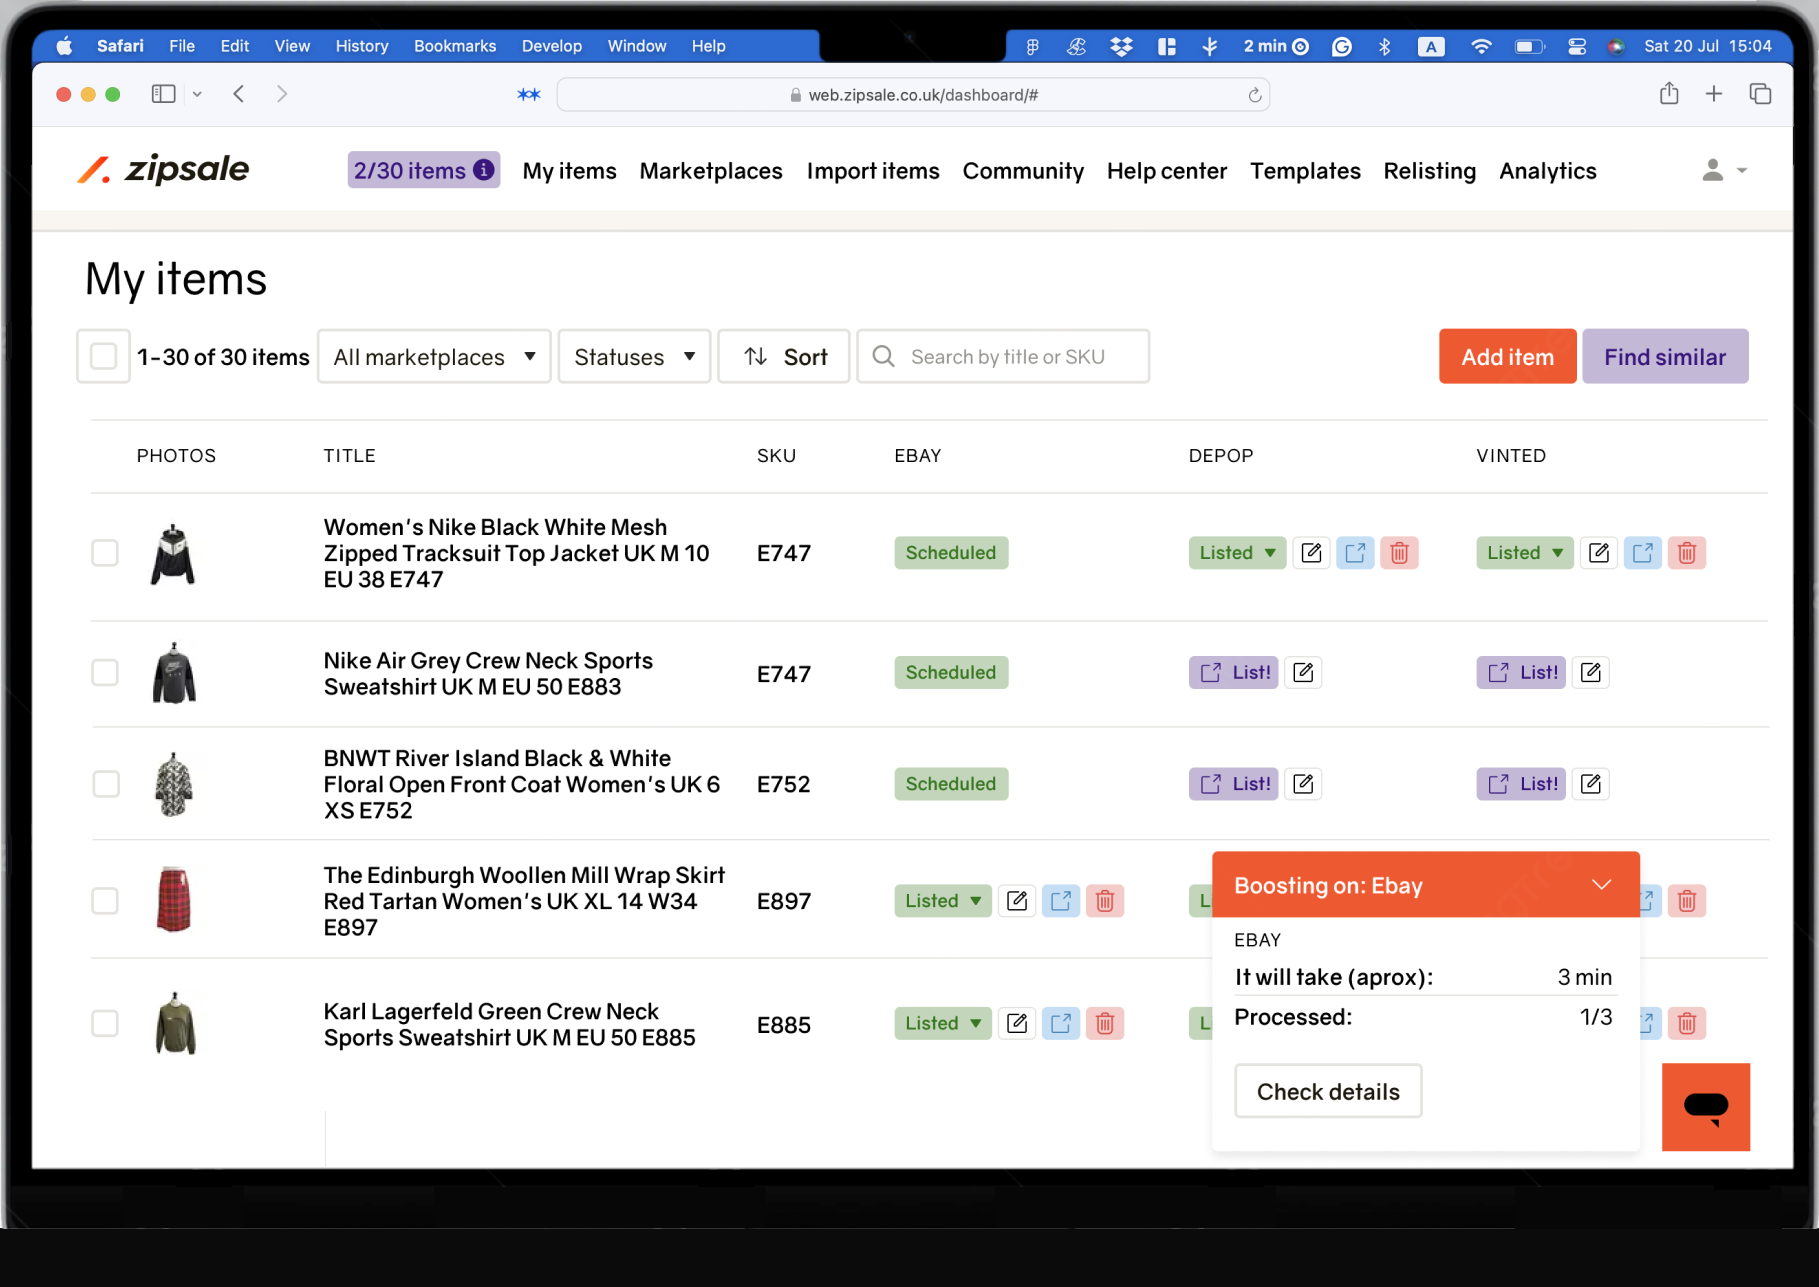 Safari File Edit View History Bookmarks Develop Window Help 2 min A Sat 20 Jul 15:04
web.zipsale.co.uk/dashboard/#
zipsale 2/30 items i My items Marketplaces Import items Community Help center Templates Relisting Analytics
My items
1-30 of 30 items All marketplaces Statuses Sort Search by title or SKU Add item Find similar
PHOTOS TITLE SKU EBAY DEPOP VINTED
Women's Nike Black White Mesh
Zipped Tracksuit Top Jacket UK M 10
EU 38 E747
E747 Scheduled Listed Listed
Nike Air Grey Crew Neck Sports
Sweatshirt UK M EU 50 E883
E747 Scheduled List! List!
BNWT River Island Black & White
Floral Open Front Coat Women's UK 6
XS E752
E752 Scheduled List! List!
The Edinburgh Woollen Mill Wrap Skirt
Red Tartan Women's UK XL 14 W34
E897
E897 Listed
Karl Lagerfeld Green Crew Neck
Sports Sweatshirt UK M EU 50 E885
E885 Listed
Boosting on: Ebay
EBAY
It will take (aprox): 3 min
Processed: 1/3
Check details